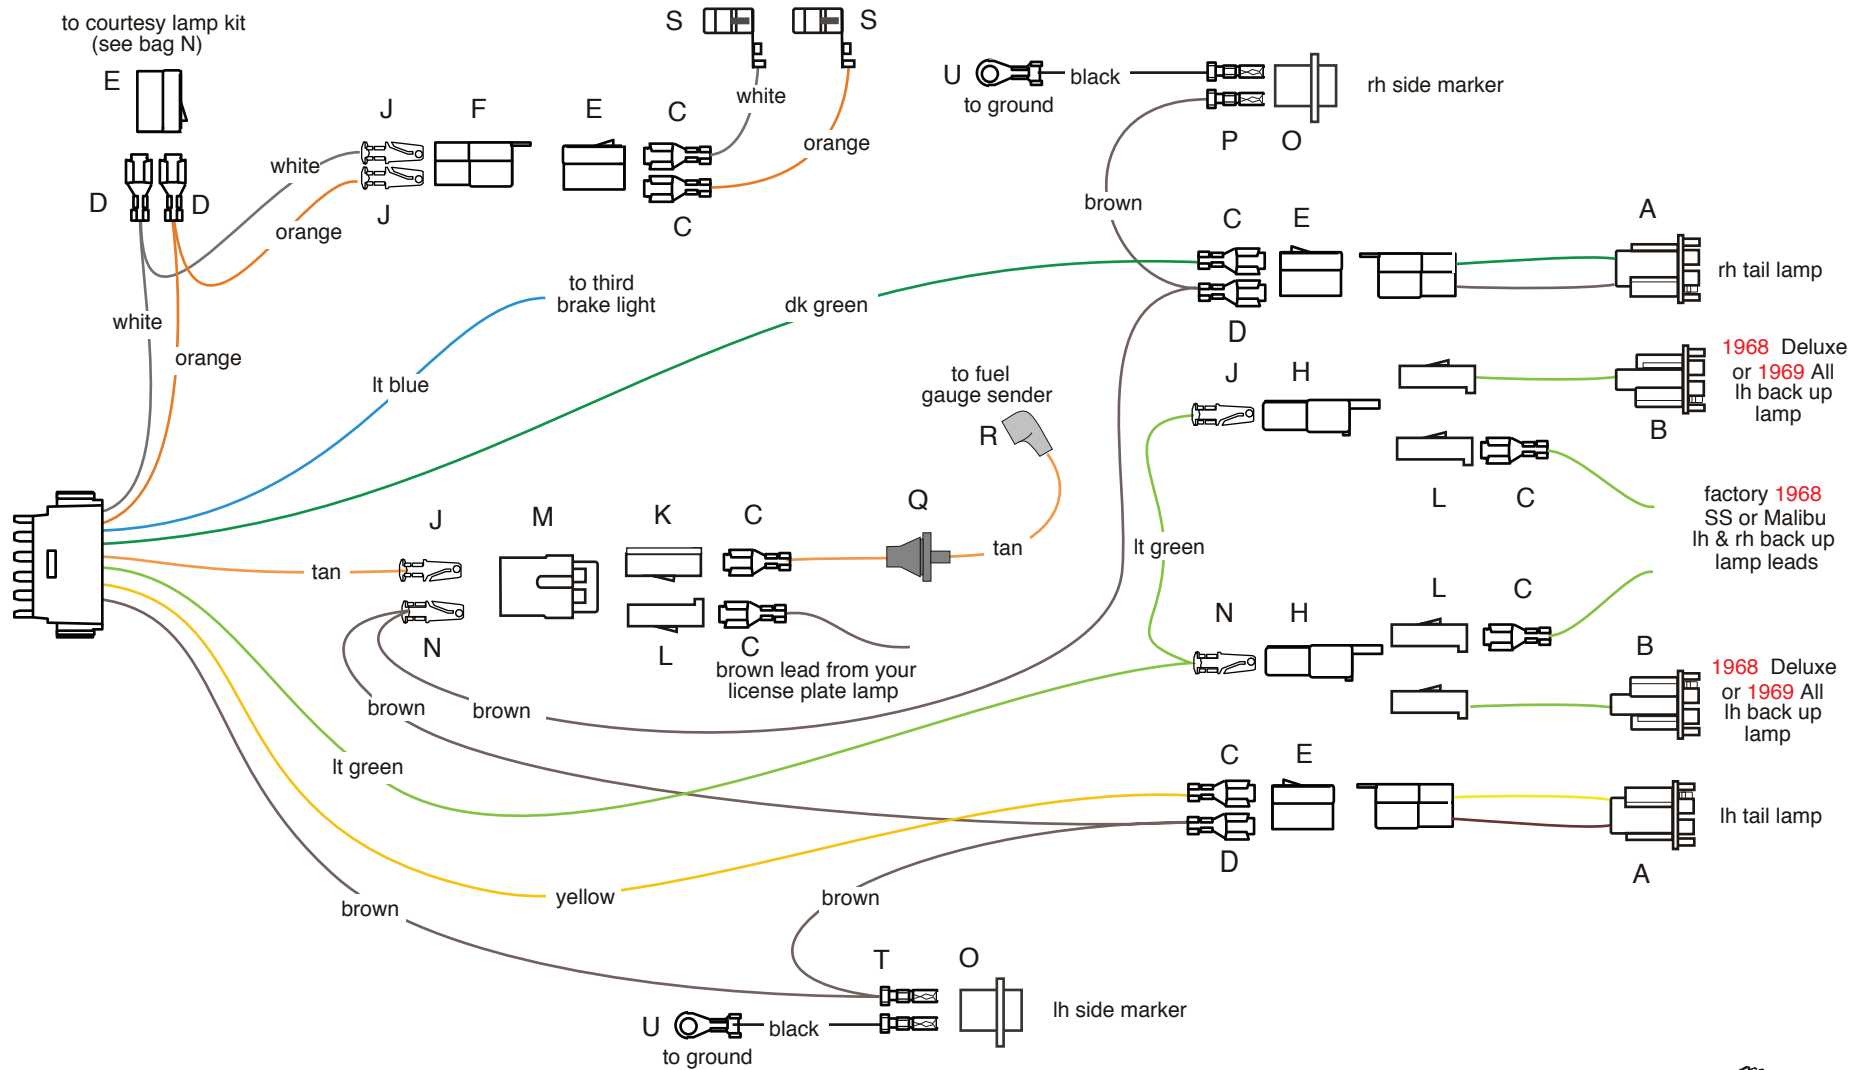 to courtesy lamp kit
(see bag N)
E
D
D
white
orange
white
orange
J
J
F
E
C
C
S
S
white
orange
U
to ground
black
rh side marker
P
O
brown
C
E
A
rh tail lamp
D
to third
brake light
dk green
lt blue
to fuel
gauge sender
R
J
H
1968 Deluxe
or 1969 All
lh back up
lamp
B
L
C
factory 1968
SS or Malibu
lh & rh back up
lamp leads
J
M
K
C
Q
tan
tan
lt green
N
L
C
brown lead from your
license plate lamp
brown
brown
N
H
L
C
B
1968 Deluxe
or 1969 All
lh back up
lamp
lt green
C
E
lh tail lamp
D
A
yellow
brown
brown
T
O
lh side marker
U
black
to ground